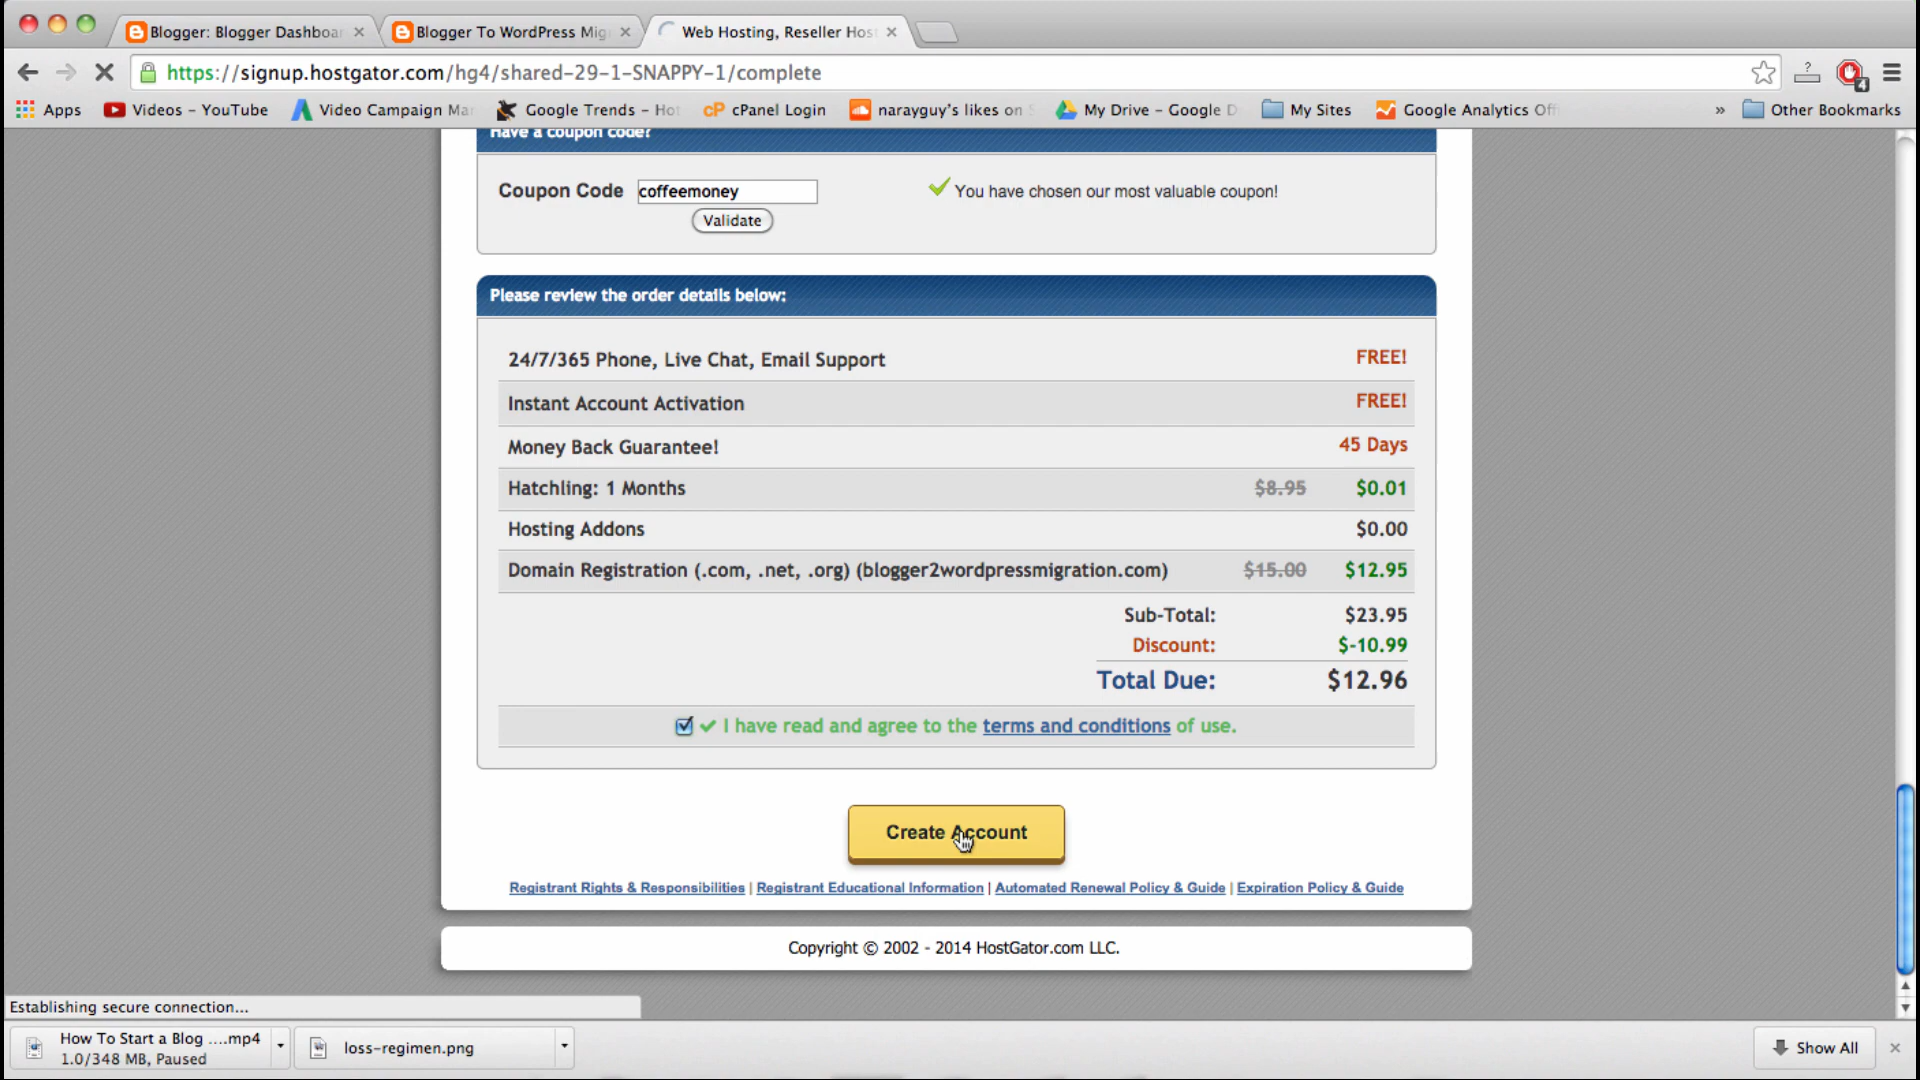 Blogger: Blogger Dashboa
Blogger To WordPress Mig
Web Hosting, Reseller Hos
https://signup.hostgator.com/hg4/shared-29-1-SNAPPY-1/complete
?
4
Apps
Videos – YouTube
Video Campaign Ma
Google Trends – Ho
cP cPanel Login
narayguy's likes on
My Drive – Google D
My Sites
Google Analytics Off
»
Other Bookmarks
Have a coupon code?
Coupon Code
coffeemoney
You have chosen our most valuable coupon!
Validate
Please review the order details below:
24/7/365 Phone, Live Chat, Email Support FREE!
Instant Account Activation FREE!
Money Back Guarantee! 45 Days
Hatchling: 1 Months $8.95 $0.01
Hosting Addons $0.00
Domain Registration (.com, .net, .org) (blogger2wordpressmigration.com) $15.00 $12.95
Sub-Total: $23.95
Discount: $-10.99
Total Due: $12.96
I have read and agree to the terms and conditions of use.
Create Account
Registrant Rights & Responsibilities | Registrant Educational Information | Automated Renewal Policy & Guide | Expiration Policy & Guide
Copyright © 2002 - 2014 HostGator.com LLC.
Establishing secure connection...
How To Start a Blog ....mp4
1.0/348 MB, Paused
loss-regimen.png
Show All